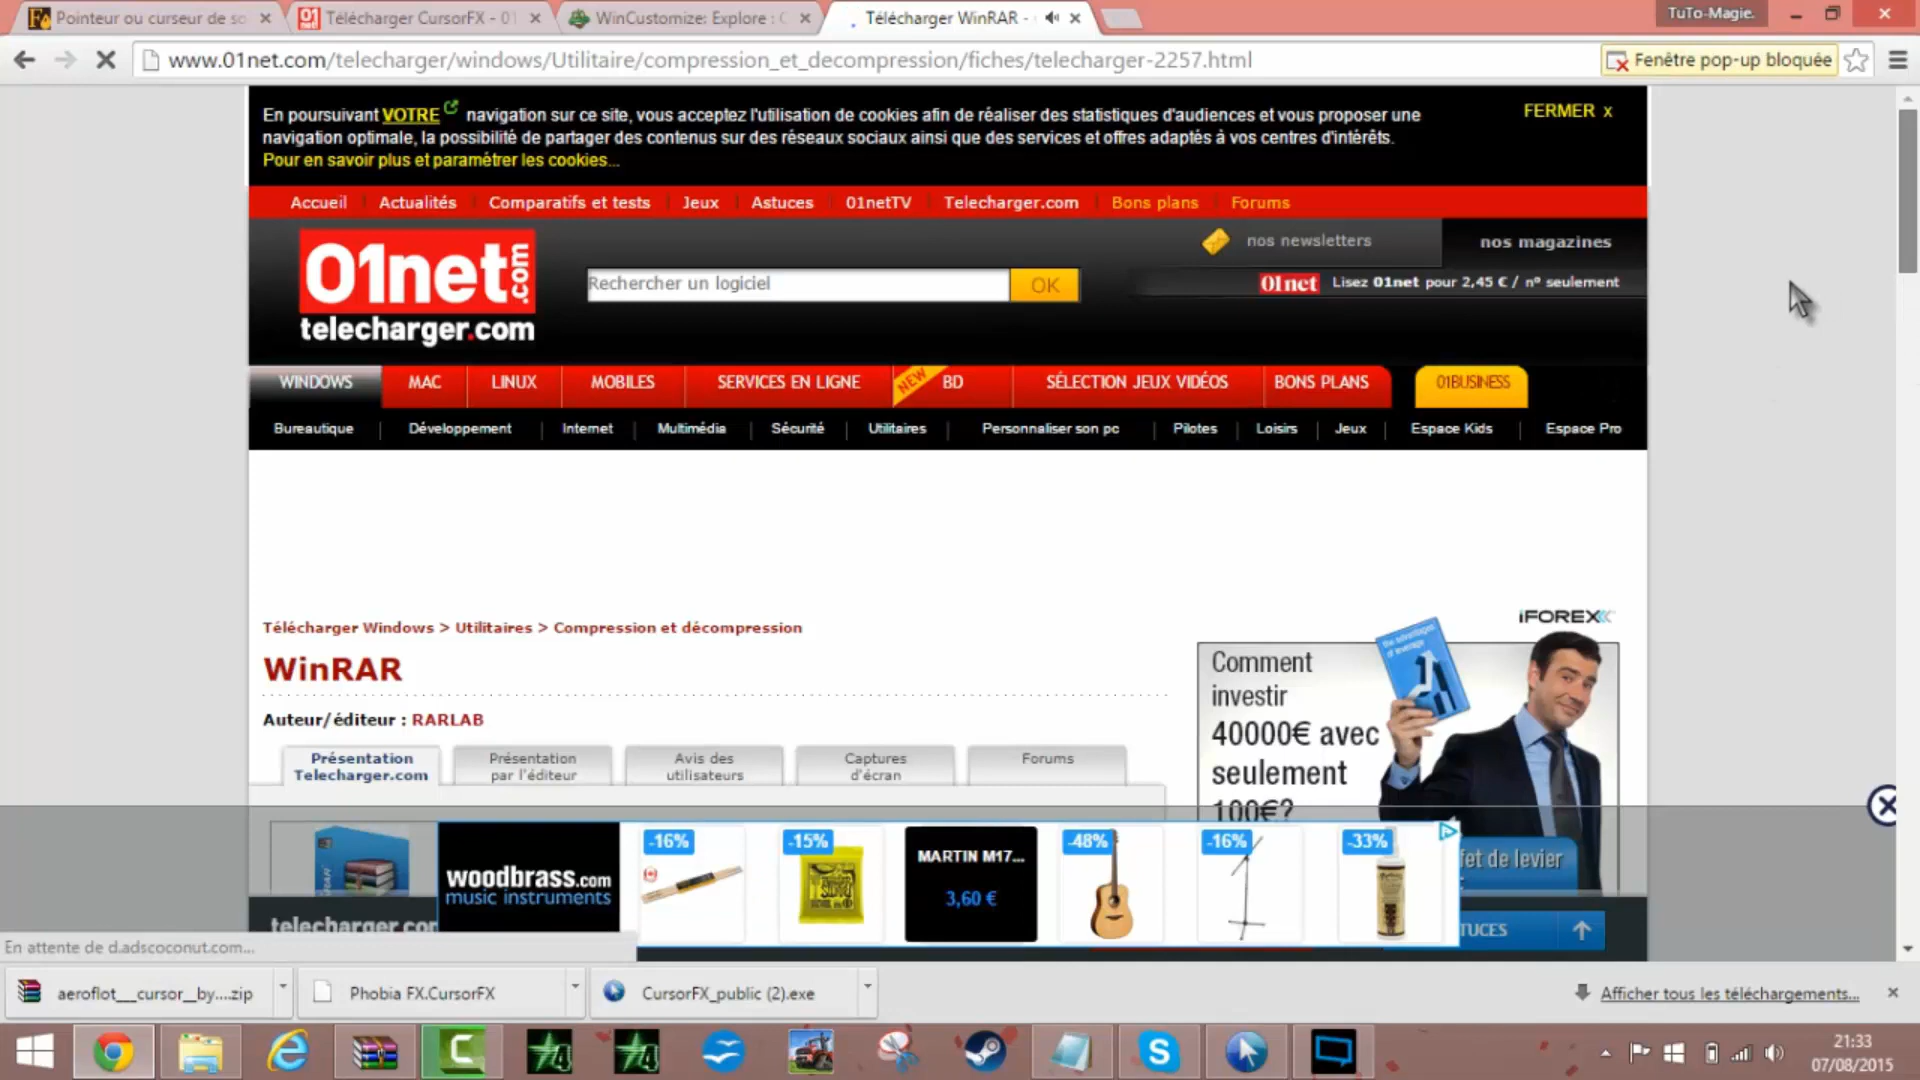 Pointeur ou curseur de so
Télécharger CursorFX - 01
WinCustomize: Explore : C
Télécharger WinRAR -
TuTo-Magie.
www.01net.com/telecharger/windows/Utilitaire/compression_et_decompression/fiches/telecharger-2257.html
Fenêtre pop-up bloquée
En poursuivant VOTRE navigation sur ce site, vous acceptez l'utilisation de cookies afin de réaliser des statistiques d'audiences et vous proposer une
navigation optimale, la possibilité de partager des contenus sur des réseaux sociaux ainsi que des services et offres adaptés à vos centres d'intérêts.
Pour en savoir plus et paramétrer les cookies...
FERMER x
Accueil Actualités Comparatifs et tests Jeux Astuces 01netTV Telecharger.com Bons plans Forums
01net.com
telecharger.com
Rechercher un logiciel
OK
nos newsletters
nos magazines
01net Lisez 01net pour 2,45 € / n° seulement
WINDOWS MAC LINUX MOBILES SERVICES EN LIGNE NEW BD SÉLECTION JEUX VIDÉOS BONS PLANS 01BUSINESS
Bureautique Développement Internet Multimédia Sécurité Utilitaires Personnaliser son pc Pilotes Loisirs Jeux Espace Kids Espace Pro
Télécharger Windows > Utilitaires > Compression et décompression
WinRAR
Auteur/éditeur : RARLAB
Présentation
Telecharger.com
Présentation
par l'éditeur
Avis des
utilisateurs
Captures
d'écran
Forums
iFOREX
the advantages
of leverage
Comment
investir
40000€ avec
seulement
100€?
fet de levier
telecharger.cor
woodbrass.com
music instruments
-16%
-15%
MARTIN M17...
3,60 €
-48%
-16%
-33%
TUCES
En attente de d.adscoconut.com...
aeroflot__cursor__by....zip
Phobia FX.CursorFX
CursorFX_public (2).exe
Afficher tous les téléchargements...
21:33
07/08/2015